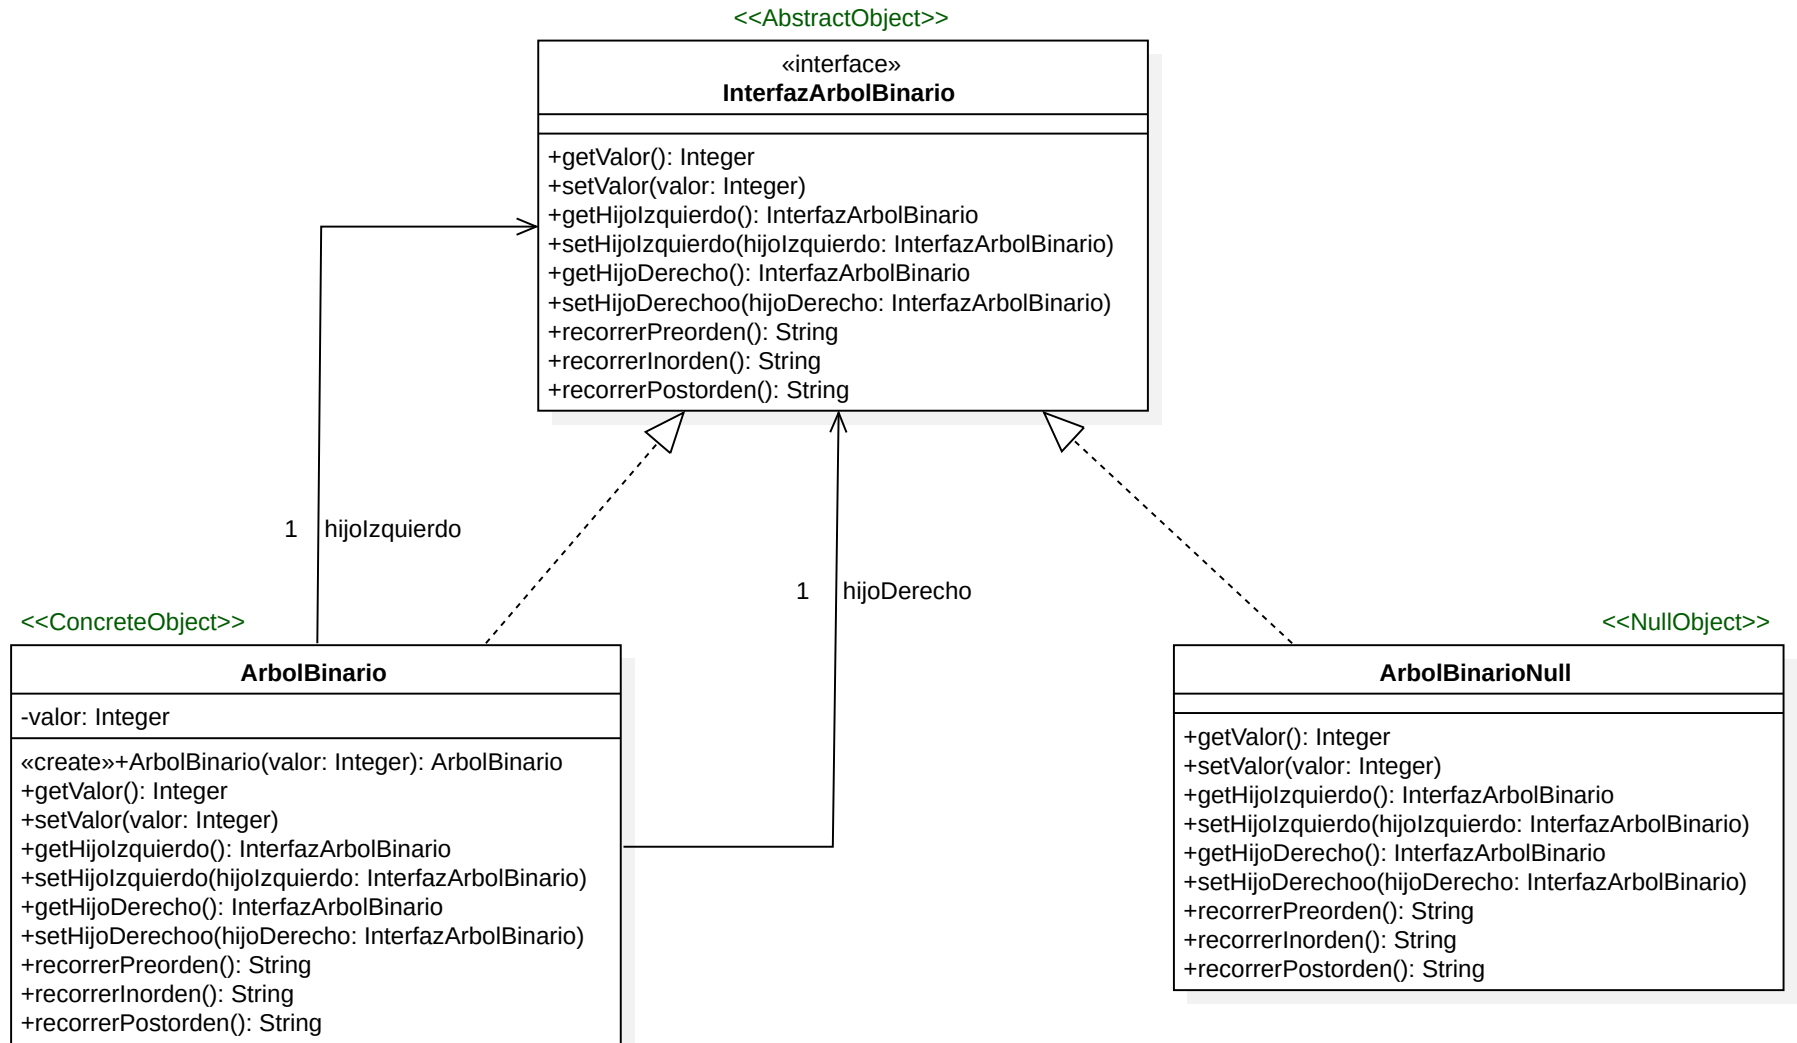 <<AbstractObject>>
«interface»
InterfazArbolBinario
+getValor(): Integer
+setValor(valor: Integer)
+getHijoIzquierdo(): InterfazArbolBinario
+setHijoIzquierdo(hijoIzquierdo: InterfazArbolBinario)
+getHijoDerecho(): InterfazArbolBinario
+setHijoDerechoo(hijoDerecho: InterfazArbolBinario)
+recorrerPreorden(): String
+recorrerInorden(): String
+recorrerPostorden(): String
1 hijoIzquierdo
1 hijoDerecho
<<ConcreteObject>>
ArbolBinario
-valor: Integer
«create»+ArbolBinario(valor: Integer): ArbolBinario
+getValor(): Integer
+setValor(valor: Integer)
+getHijoIzquierdo(): InterfazArbolBinario
+setHijoIzquierdo(hijoIzquierdo: InterfazArbolBinario)
+getHijoDerecho(): InterfazArbolBinario
+setHijoDerechoo(hijoDerecho: InterfazArbolBinario)
+recorrerPreorden(): String
+recorrerInorden(): String
+recorrerPostorden(): String
<<NullObject>>
ArbolBinarioNull
+getValor(): Integer
+setValor(valor: Integer)
+getHijoIzquierdo(): InterfazArbolBinario
+setHijoIzquierdo(hijoIzquierdo: InterfazArbolBinario)
+getHijoDerecho(): InterfazArbolBinario
+setHijoDerechoo(hijoDerecho: InterfazArbolBinario)
+recorrerPreorden(): String
+recorrerInorden(): String
+recorrerPostorden(): String